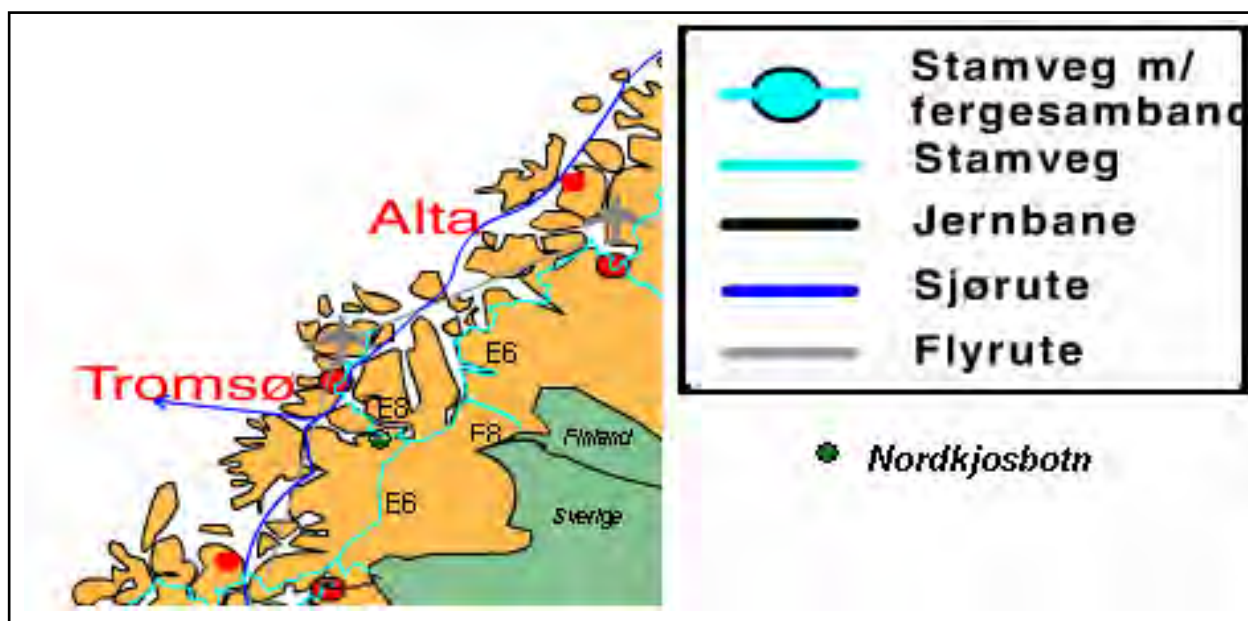 Alta
Tromsø
E6
E8
E8
E6
Finland
Sverige
Stamveg m/
fergesamband
Stamveg
Jernbane
Sjørute
Flyrute
Nordkjosbotn